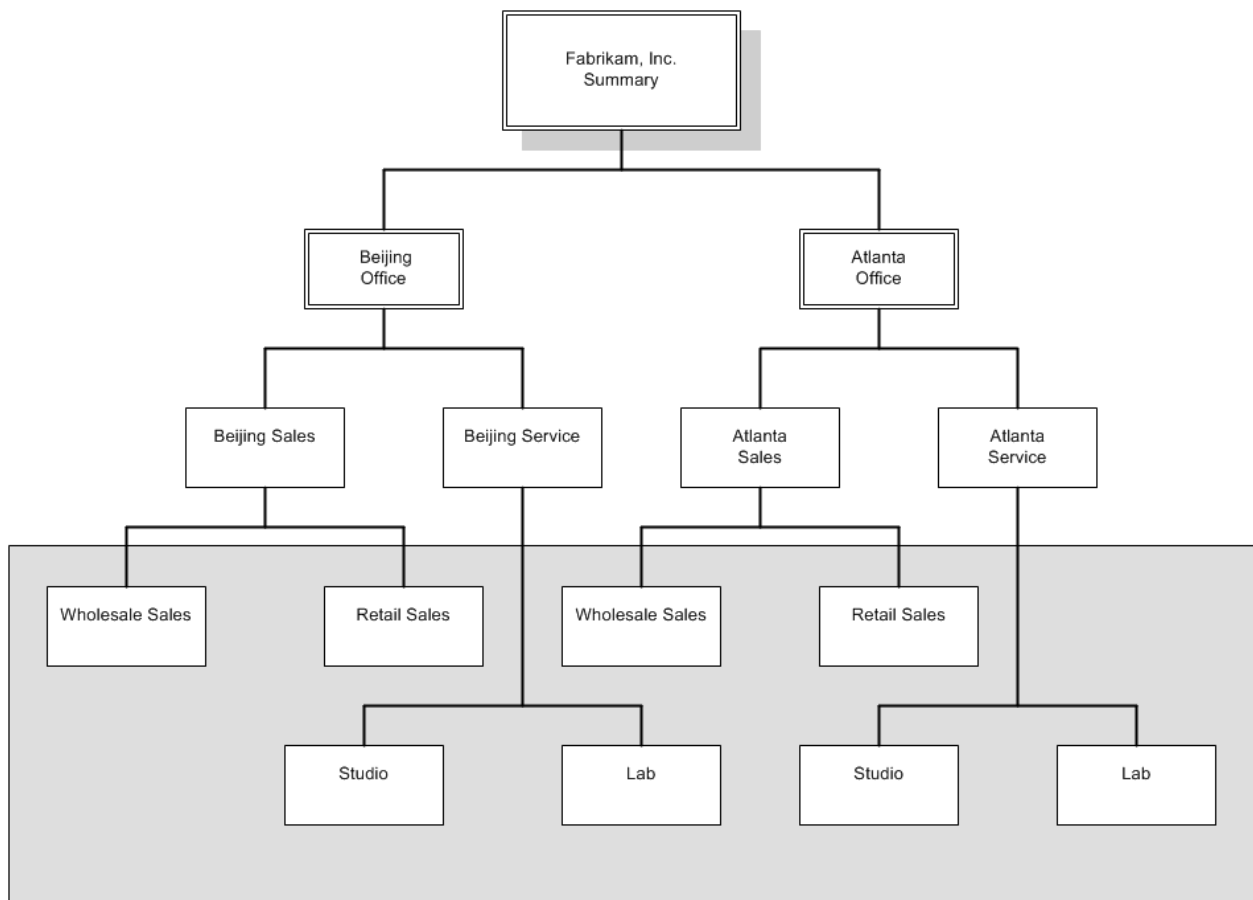 Fabrikam, Inc.
Summary
Beijing
Office
Atlanta
Office
Beijing Sales
Beijing Service
Atlanta
Sales
Atlanta
Service
Wholesale Sales
Retail Sales
Wholesale Sales
Retail Sales
Studio
Lab
Studio
Lab